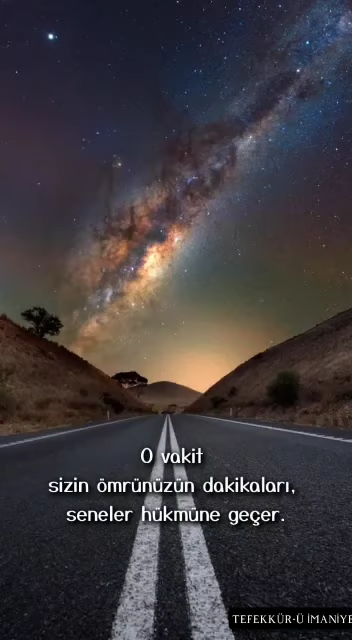 O vakit
sizin ömrünüzün dakikaları,
seneler hükmüne geçer.
TEFEKKÜR-Ü İMANİYE